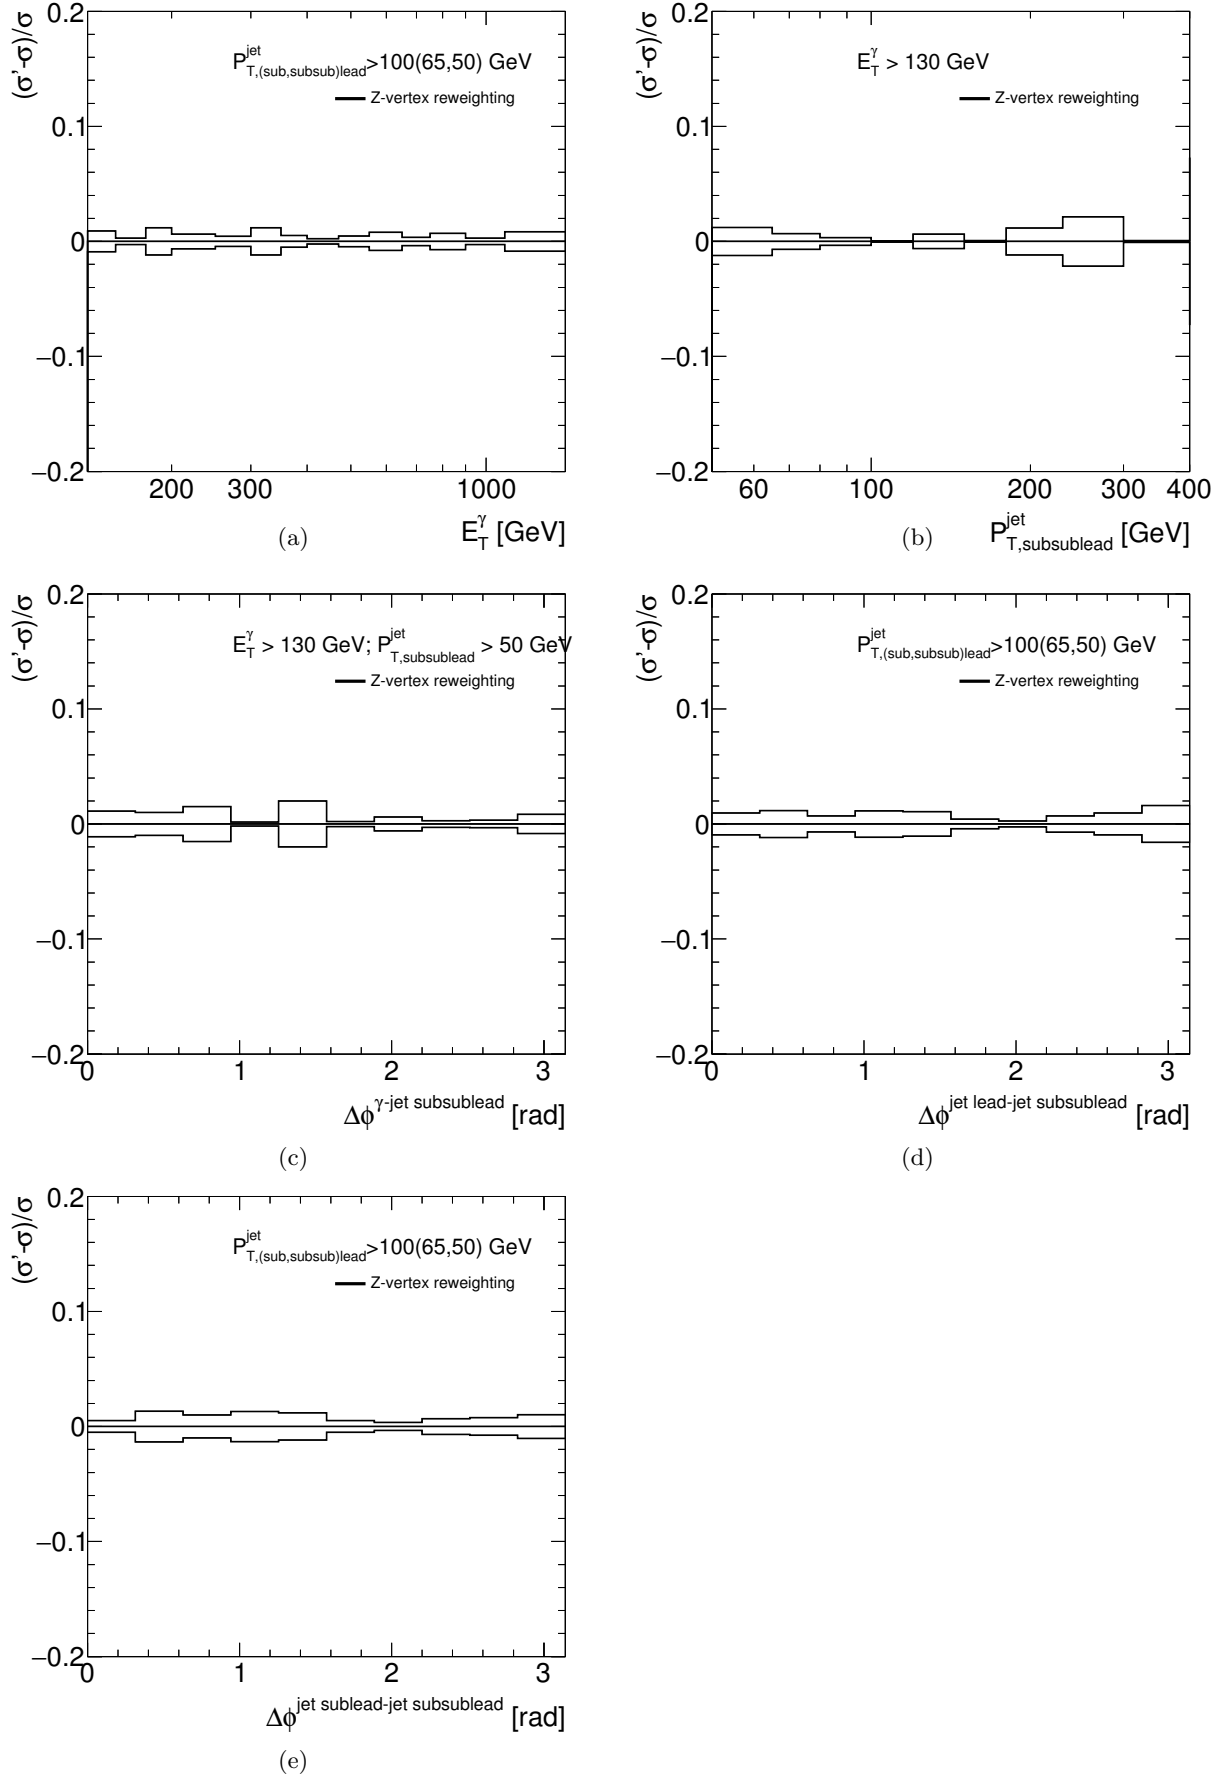 (σ'-σ)/σ
0.2
0.1
0
−0.1
−0.2
P^jet_T,(sub,subsub)lead>100(65,50) GeV
Z-vertex reweighting
200 300 1000
E^γ_T [GeV]
(a)
(σ'-σ)/σ
0.2
0.1
0
−0.1
−0.2
E^γ_T > 130 GeV
Z-vertex reweighting
60 100 200 300 400
P^jet_T,subsublead [GeV]
(b)
(σ'-σ)/σ
0.2
0.1
0
−0.1
−0.2
E^γ_T > 130 GeV; P^jet_T,subsublead > 50 GeV
Z-vertex reweighting
0 1 2 3
Δϕ^γ-jet subsublead [rad]
(c)
(σ'-σ)/σ
0.2
0.1
0
−0.1
−0.2
P^jet_T,(sub,subsub)lead>100(65,50) GeV
Z-vertex reweighting
0 1 2 3
Δϕ^jet lead-jet subsublead [rad]
(d)
(σ'-σ)/σ
0.2
0.1
0
−0.1
−0.2
P^jet_T,(sub,subsub)lead>100(65,50) GeV
Z-vertex reweighting
0 1 2 3
Δϕ^jet sublead-jet subsublead [rad]
(e)